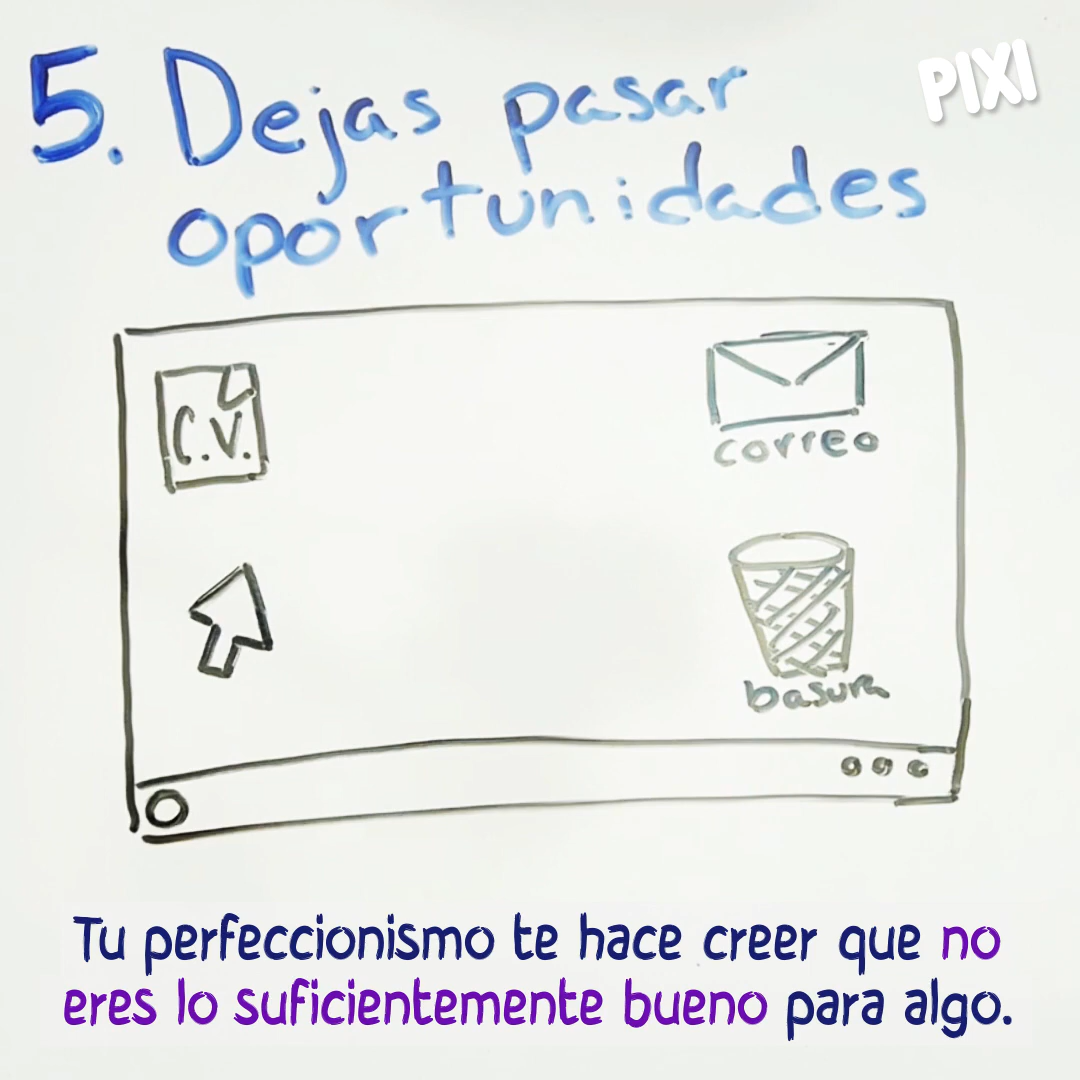 5. Dejas pasar
oportunidades
PIXI
C.V.
correo
basura
Tu perfeccionismo te hace creer que no
eres lo suficientemente bueno para algo.